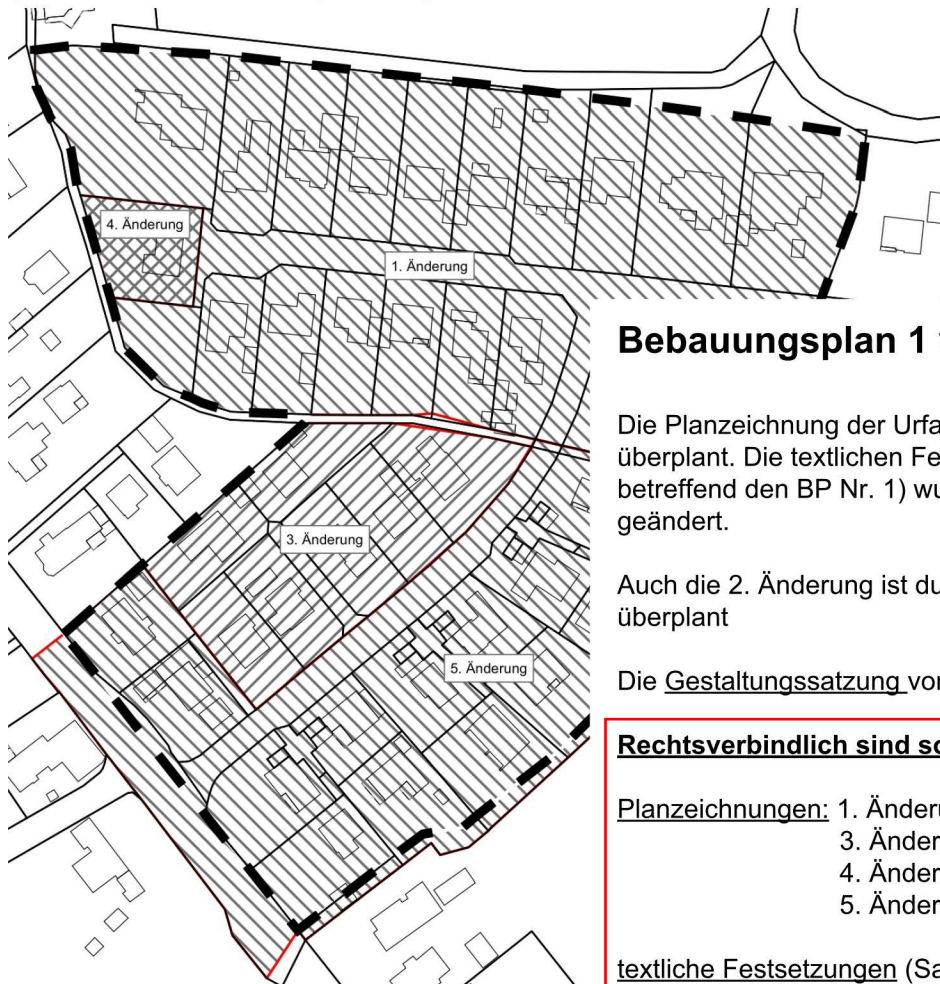 4. Änderung
1. Änderung
3. Änderung
5. Änderung
Bebauungsplan 1
Die Planzeichnung der Urfa
überplant. Die textlichen Fe
betreffend den BP Nr. 1) wu
geändert.
Auch die 2. Änderung ist du
überplant
Die Gestaltungssatzung vor
Rechtsverbindlich sind so
Planzeichnungen: 1. Änderu
3. Änder
4. Änder
5. Änder
textliche Festsetzungen (Sa